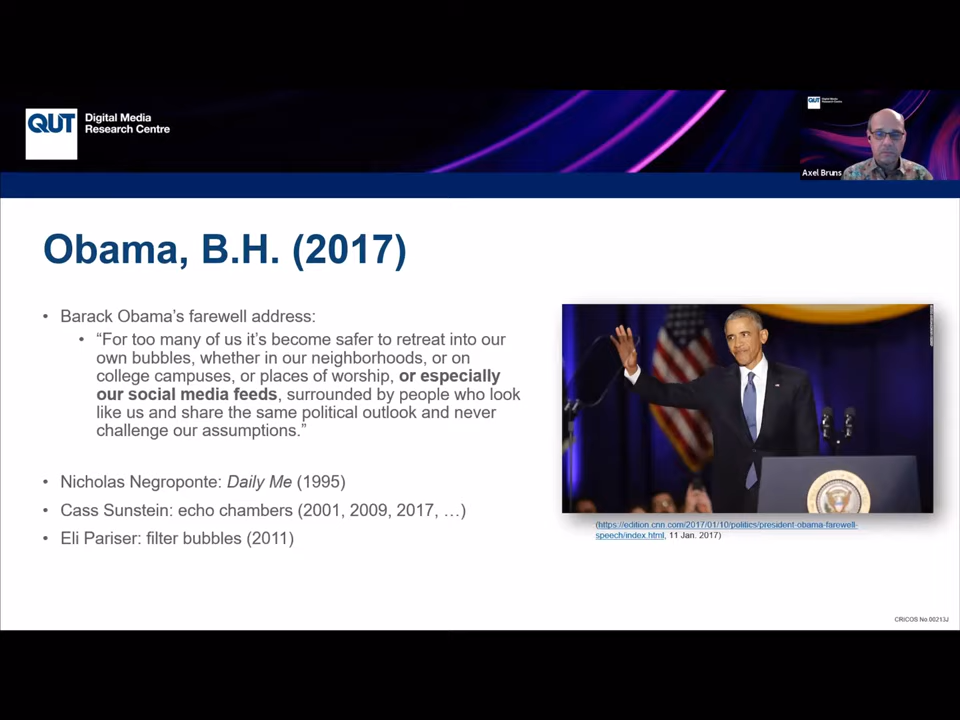 QUT
Digital Media
Research Centre
QUT
Axel Bruns
Obama, B.H. (2017)
• Barack Obama’s farewell address:
• “For too many of us it’s become safer to retreat into our
own bubbles, whether in our neighborhoods, or on
college campuses, or places of worship, or especially
our social media feeds, surrounded by people who look
like us and share the same political outlook and never
challenge our assumptions.”
• Nicholas Negroponte: Daily Me (1995)
• Cass Sunstein: echo chambers (2001, 2009, 2017, …)
• Eli Pariser: filter bubbles (2011)
(https://edition.cnn.com/2017/01/10/politics/president-obama-farewell-
speech/index.html, 11 Jan. 2017)
CRICOS No.00213J